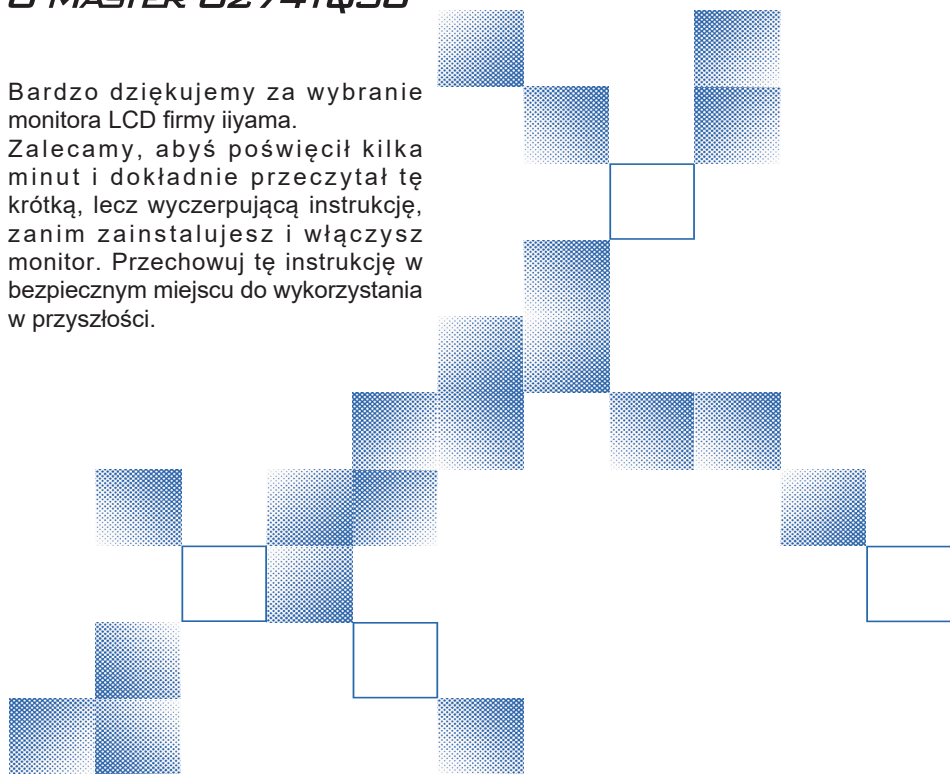 Bardzo dziękujemy za wybranie
monitora LCD firmy iiyama.
Zalecamy, abyś poświęcił kilka
minut i dokładnie przeczytał tę
krótką, lecz wyczerpującą instrukcję,
zanim zainstalujesz i włączysz
monitor. Przechowuj tę instrukcję w
bezpiecznym miejscu do wykorzystania
w przyszłości.